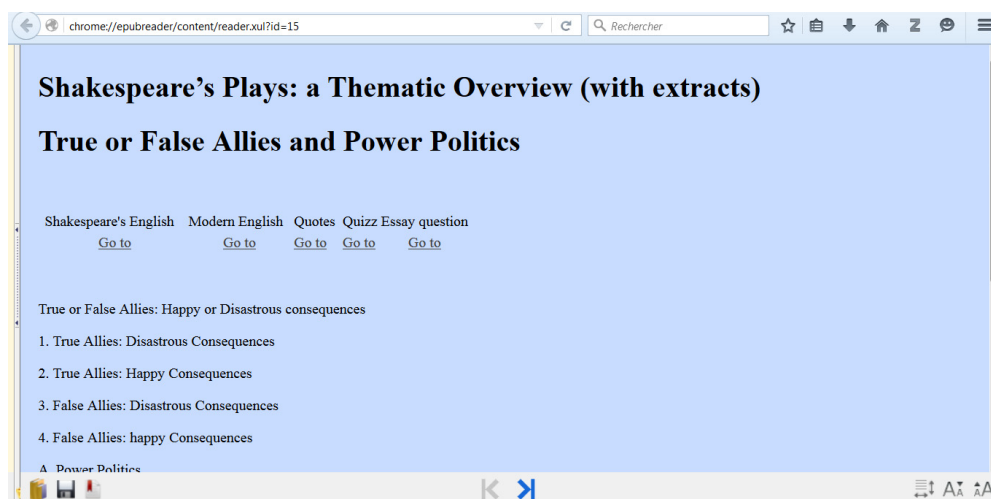 chrome://epubreader/content/reader.xul?id=15
Rechercher
Z
Shakespeare’s Plays: a Thematic Overview (with extracts)
True or False Allies and Power Politics
Shakespeare's English Modern English Quotes Quizz Essay question
Go to Go to Go to Go to Go to
True or False Allies: Happy or Disastrous consequences
1. True Allies: Disastrous Consequences
2. True Allies: Happy Consequences
3. False Allies: Disastrous Consequences
4. False Allies: happy Consequences
A. Power Politics